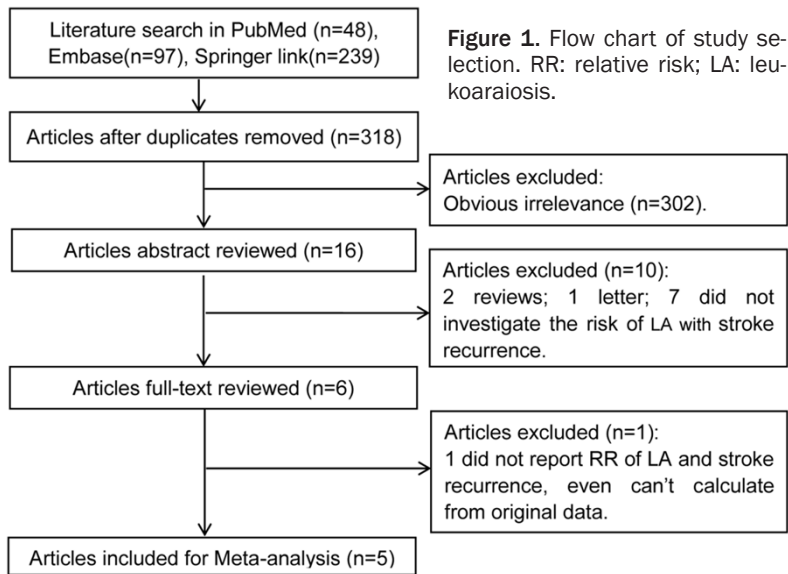 Literature search in PubMed (n=48),
Embase(n=97), Springer link(n=239)
Figure 1. Flow chart of study se-
lection. RR: relative risk; LA: leu-
koaraiosis.
Articles after duplicates removed (n=318)
Articles excluded:
Obvious irrelevance (n=302).
Articles abstract reviewed (n=16)
Articles excluded (n=10):
2 reviews; 1 letter; 7 did not
investigate the risk of LA with stroke
recurrence.
Articles full-text reviewed (n=6)
Articles excluded (n=1):
1 did not report RR of LA and stroke
recurrence, even can't calculate
from original data.
Articles included for Meta-analysis (n=5)